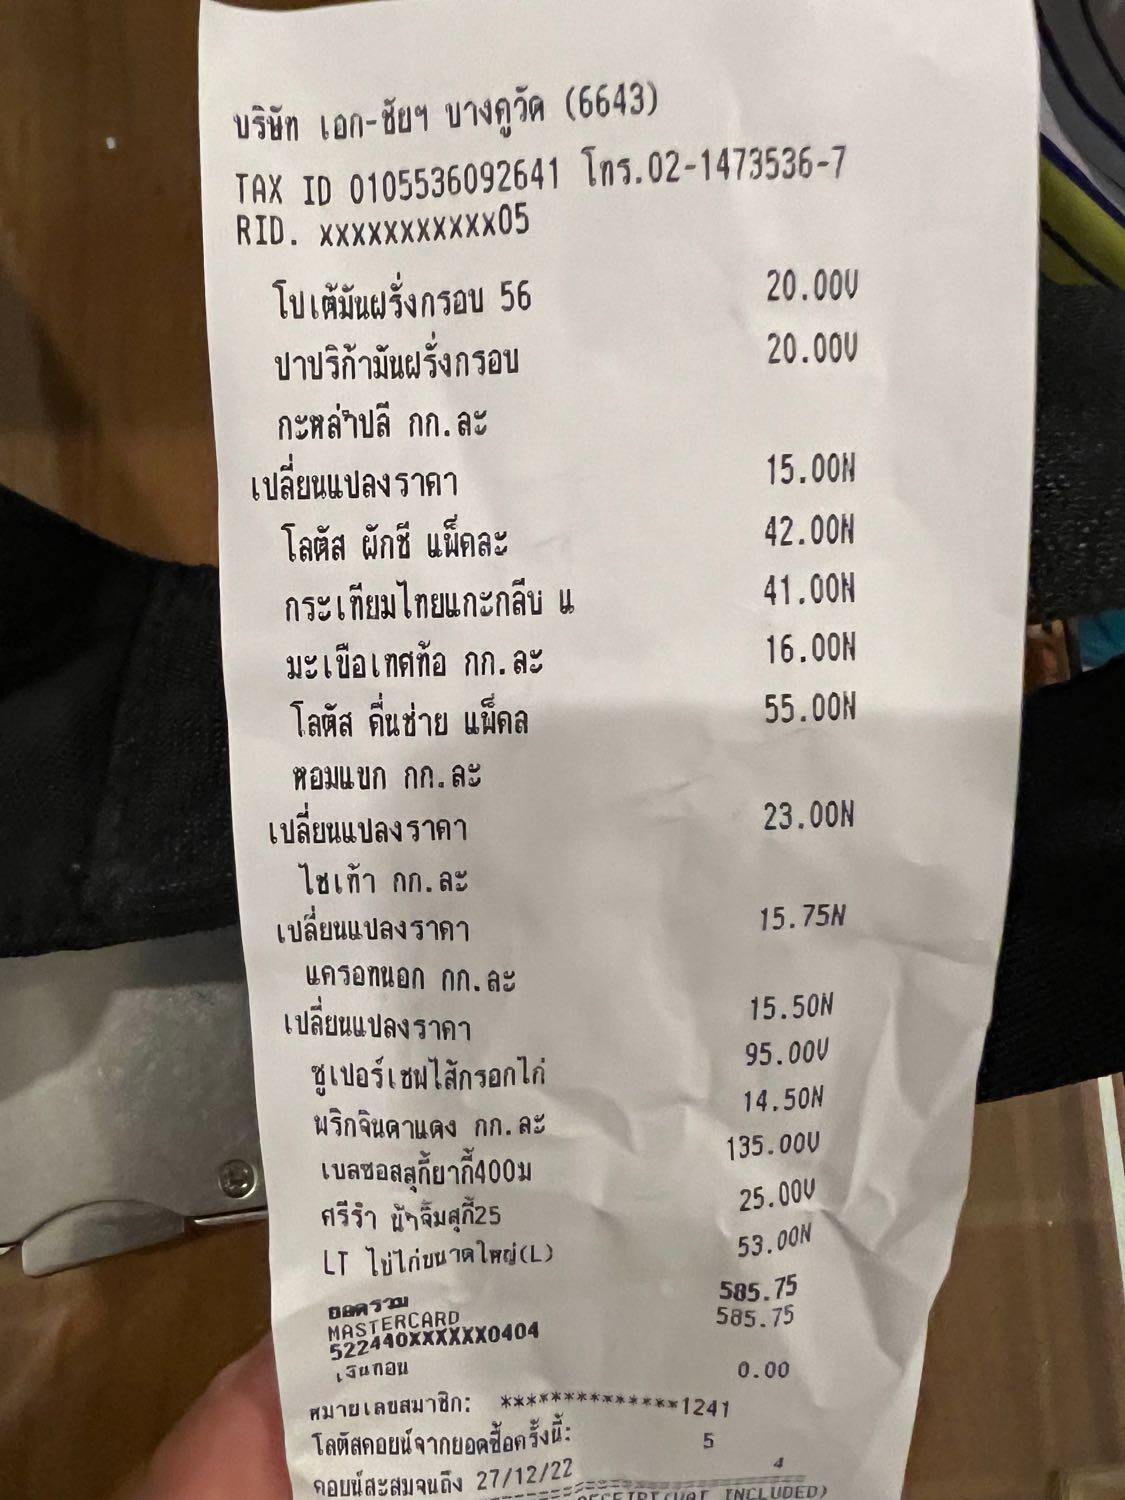 บริษัท เอก-ชัยฯ บางคูวัด (6643)
TAX ID 0105536092641 โทร.02-1473536-7
RID. xxxxxxxxxxx05
โปเต้มันฝรั่งกรอบ 56 20.00V
ปาปริก้ามันฝรั่งกรอบ 20.00V
กะหล่ำปลี กก.ละ
เปลี่ยนแปลงราคา 15.00N
โลตัส ผักชี แพ็คละ 42.00N
กระเทียมไทยแกะกลีบ แ 41.00N
มะเขือเทศท้อ กก.ละ 16.00N
โลตัส คื่นช่าย แพ็คล 55.00N
หอมแขก กก.ละ
เปลี่ยนแปลงราคา 23.00N
ไชเท้า กก.ละ
เปลี่ยนแปลงราคา 15.75N
แครอทนอก กก.ละ
เปลี่ยนแปลงราคา 15.50N
ซูเปอร์เชฟไส้กรอกไก่ 95.00V
พริกจินดาแดง กก.ละ 14.50N
เบลซอสสุกี้ยากี้400ม 135.00V
ศรีรำ น้ำจิ้มสุกี้25 25.00V
LT ไข่ไก่ขนาดใหญ่(L) 53.00N
ยอดรวม 585.75
MASTERCARD 585.75
522440XXXXXX0404
เงินทอน 0.00
หมายเลขสมาชิก: **************1241
โลตัสคอยน์จากยอดซื้อครั้งนี้: 5
คอยน์สะสมจนถึง 27/12/22 4
RECEIPT(VAT INCLUDED)